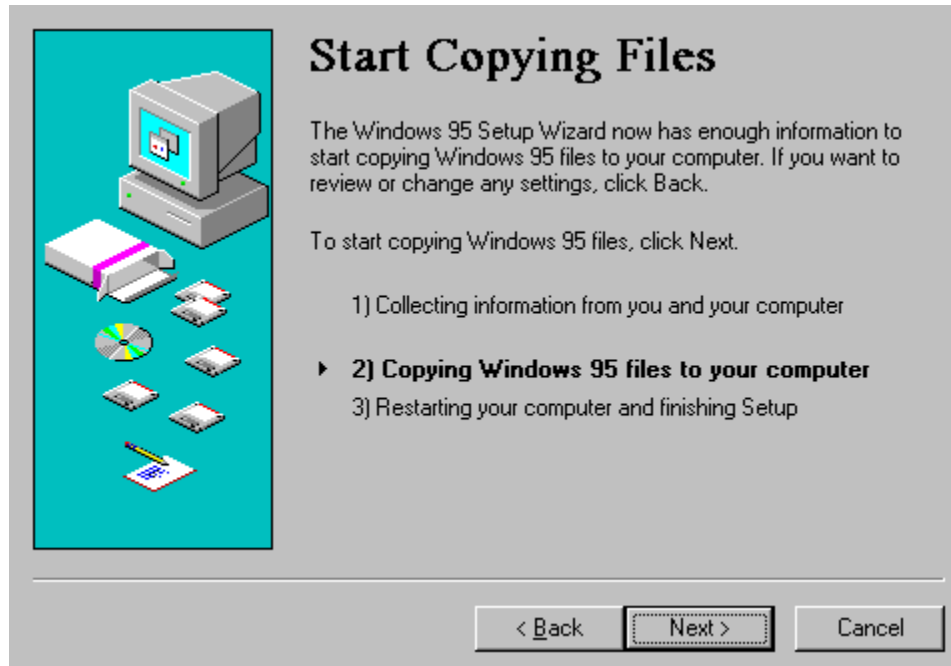 Start Copying Files
The Windows 95 Setup Wizard now has enough information to
start copying Windows 95 files to your computer. If you want to
review or change any settings, click Back.
To start copying Windows 95 files, click Next.
1) Collecting information from you and your computer
2) Copying Windows 95 files to your computer
3) Restarting your computer and finishing Setup
< Back
Next >
Cancel